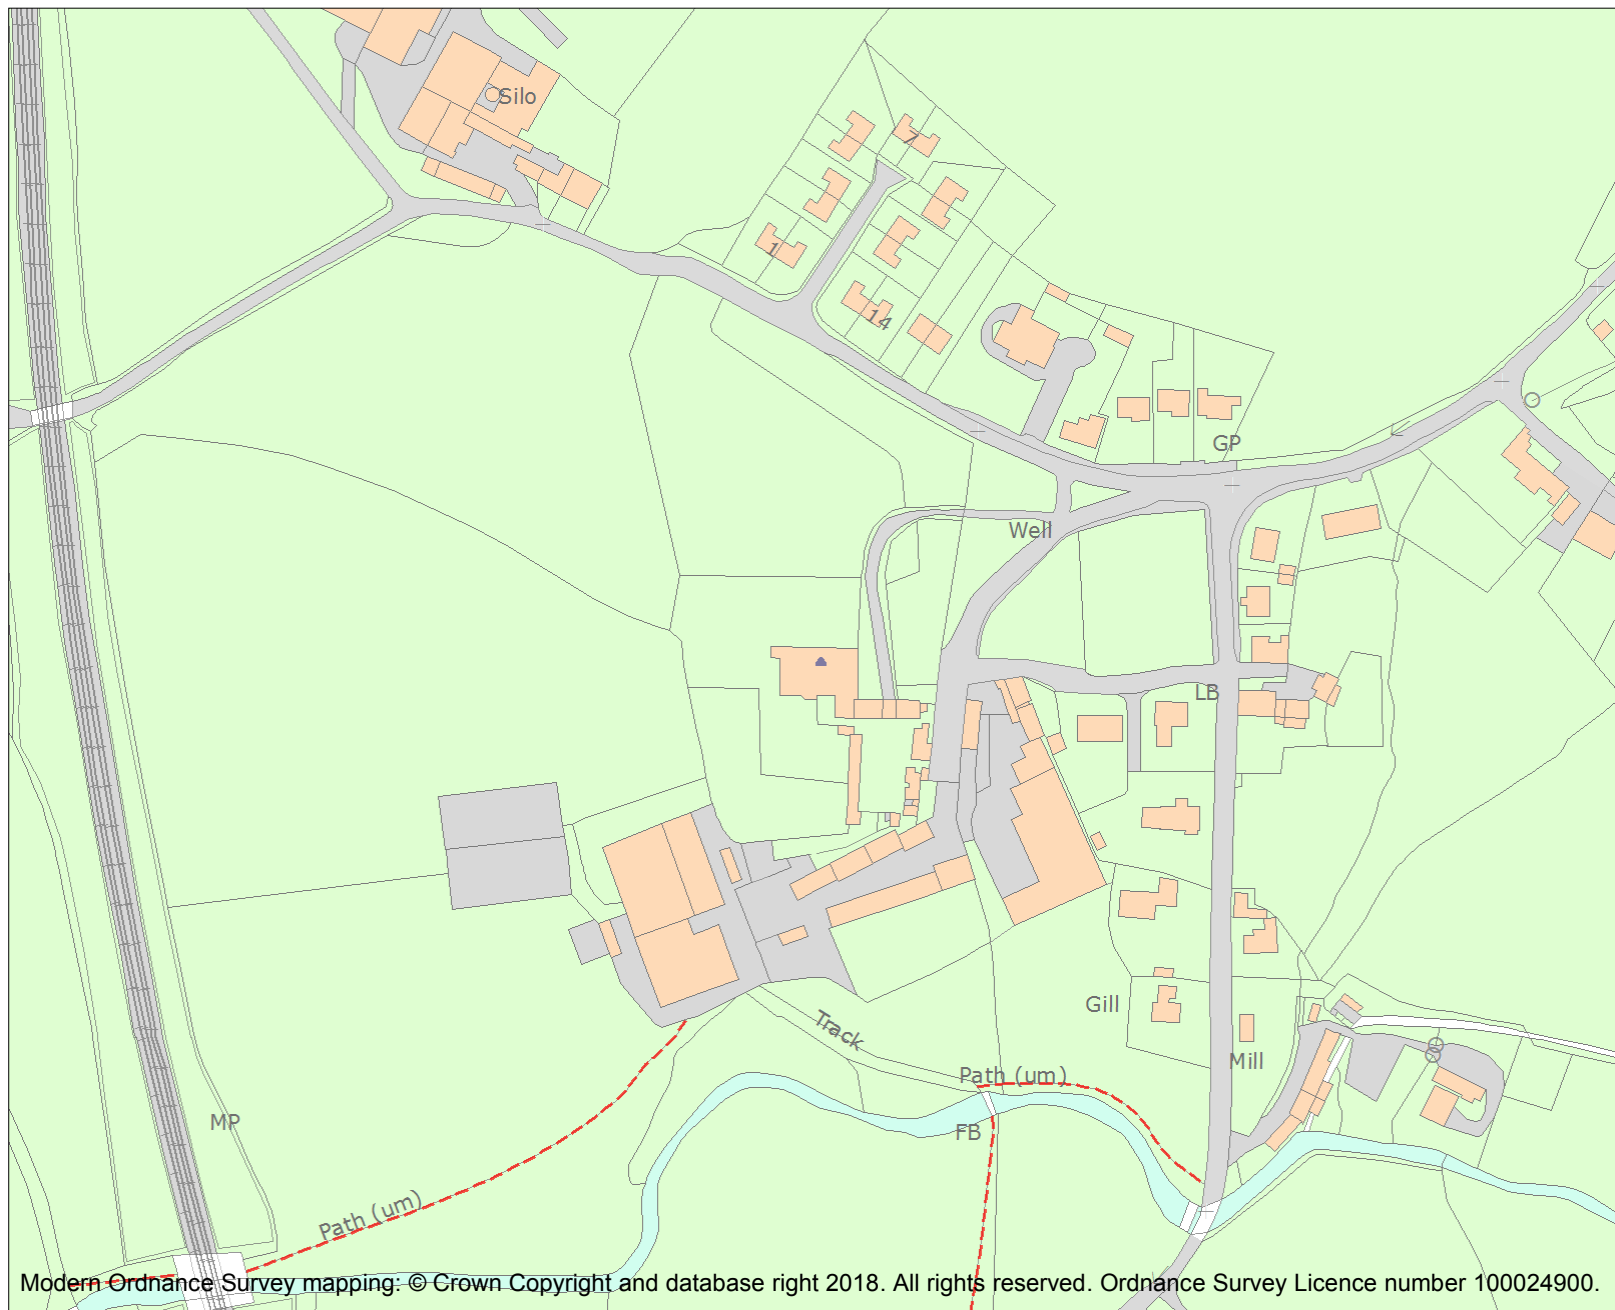 Silo
7
1
14
GP
Well
LB
Gill
Track
Mill
Path (um)
MP
FB
Path (um)
Modern Ordnance Survey mapping: © Crown Copyright and database right 2018. All rights reserved. Ordnance Survey Licence number 100024900.